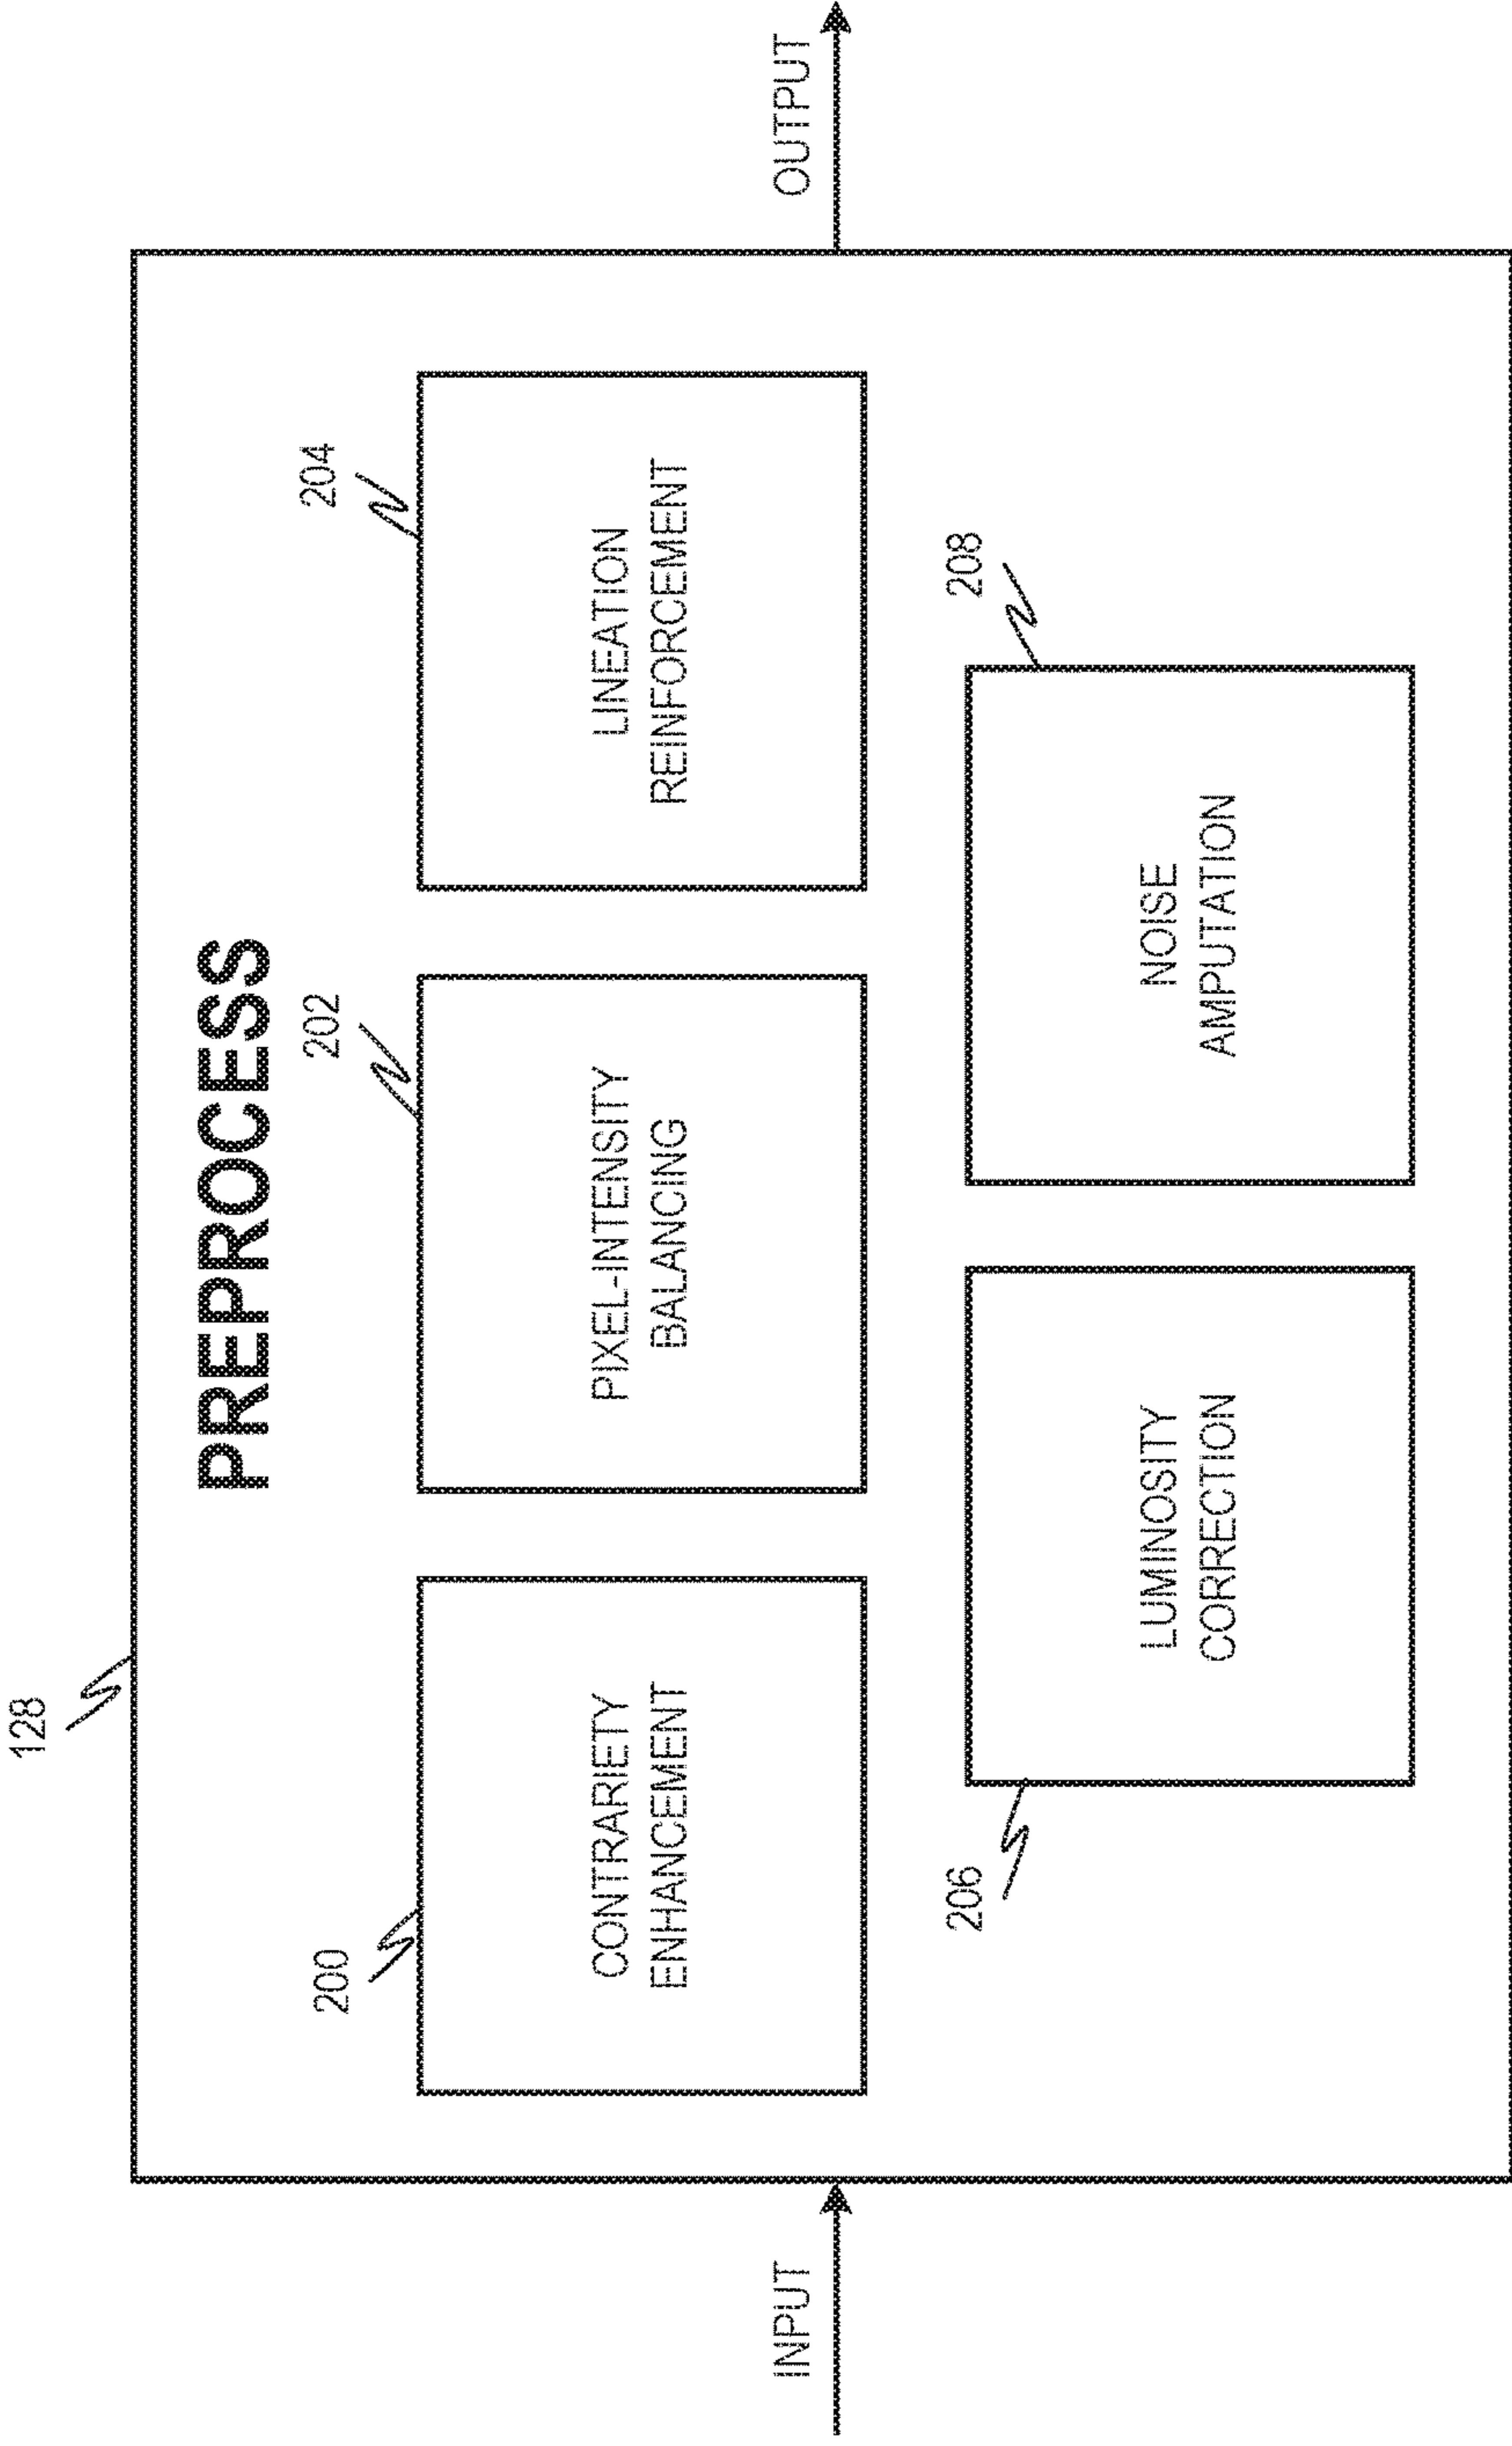 128
PREPROCESS
200
202
204
CONTRARIETY
ENHANCEMENT
PIXEL-INTENSITY
BALANCING
LINEATION
REINFORCEMENT
INPUT
OUTPUT
206
208
LUMINOSITY
CORRECTION
NOISE
AMPUTATION